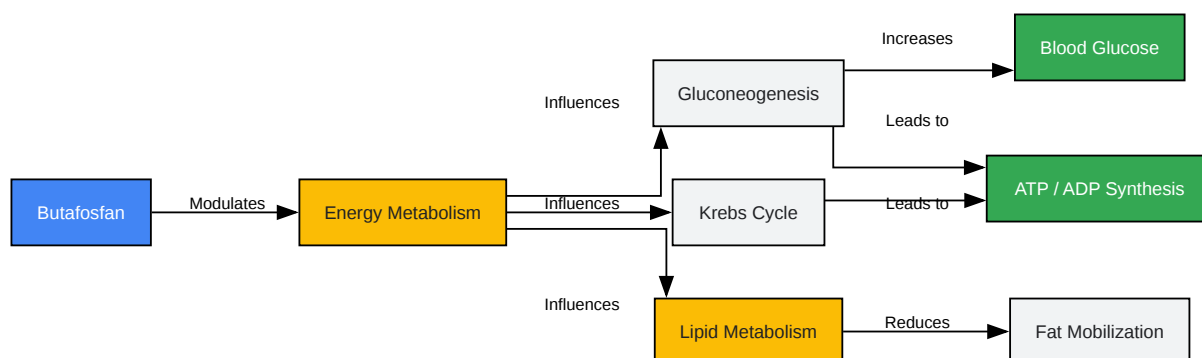 Increases
Blood Glucose
Gluconeogenesis
Influences
Leads to
ATP / ADP Synthesis
Butafosfan
Modulates
Energy Metabolism
Influences
Krebs Cycle
Leads to
Influences
Lipid Metabolism
Reduces
Fat Mobilization